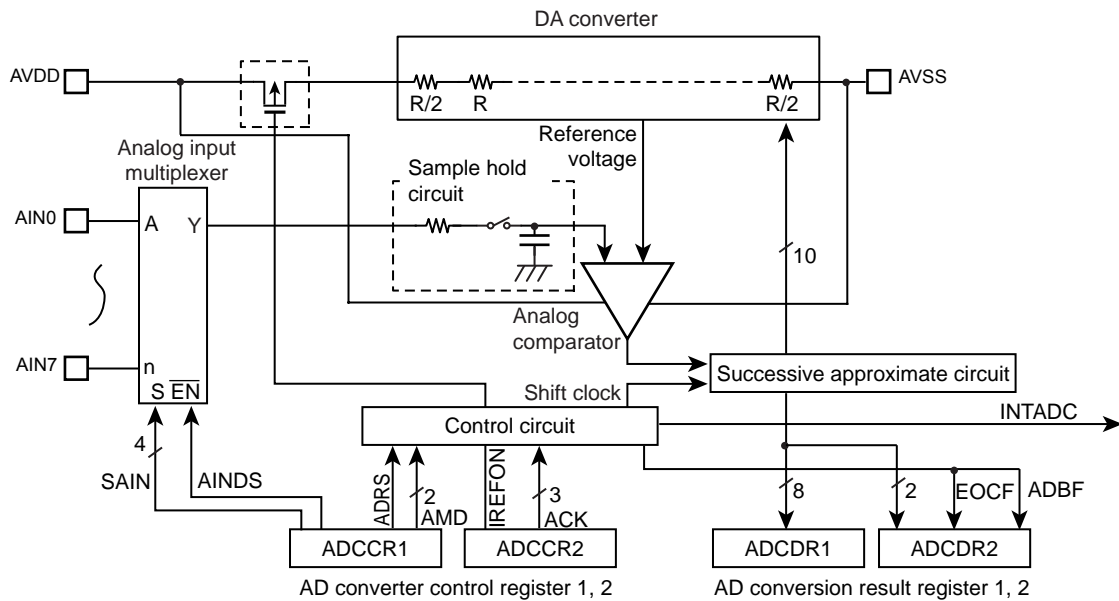 DA converter
AVDD
AVSS
R/2
R
R/2
Reference
voltage
Analog input
multiplexer
Sample hold
circuit
AIN0
A
Y
10
Analog
comparator
AIN7
n
S EN
Successive approximate circuit
Shift clock
INTADC
Control circuit
4
SAIN
AINDS
ADRS
2
AMD
IREFON
3
ACK
8
2
EOCF
ADBF
ADCCR1
ADCCR2
ADCDR1
ADCDR2
AD converter control register 1, 2
AD conversion result register 1, 2